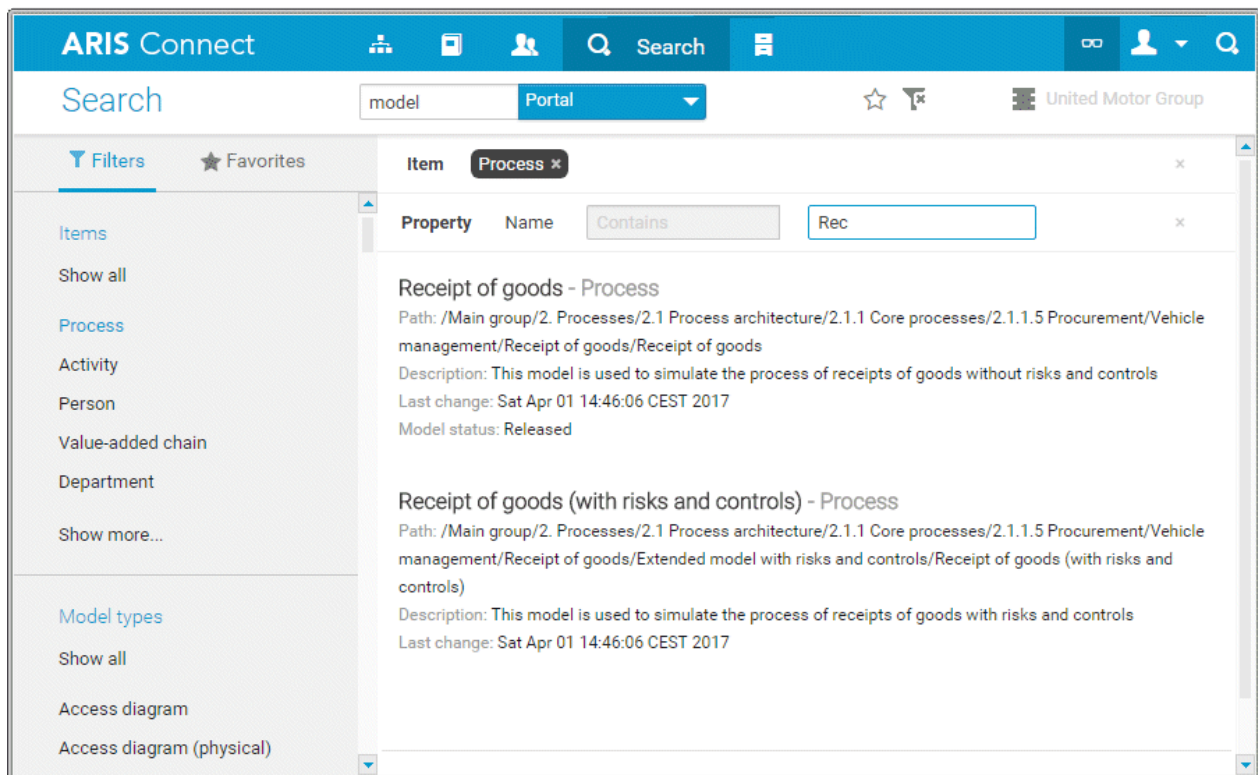 ARIS Connect
Search
Search
model
Portal
United Motor Group
Filters
Favorites
Items
Show all
Process
Activity
Person
Value-added chain
Department
Show more...
Model types
Show all
Access diagram
Access diagram (physical)
Item Process ×
Property Name Contains Rec
Receipt of goods - Process
Path: /Main group/2. Processes/2.1 Process architecture/2.1.1 Core processes/2.1.1.5 Procurement/Vehicle
management/Receipt of goods/Receipt of goods
Description: This model is used to simulate the process of receipts of goods without risks and controls
Last change: Sat Apr 01 14:46:06 CEST 2017
Model status: Released
Receipt of goods (with risks and controls) - Process
Path: /Main group/2. Processes/2.1 Process architecture/2.1.1 Core processes/2.1.1.5 Procurement/Vehicle
management/Receipt of goods/Extended model with risks and controls/Receipt of goods (with risks and
controls)
Description: This model is used to simulate the process of receipts of goods with risks and controls
Last change: Sat Apr 01 14:46:06 CEST 2017